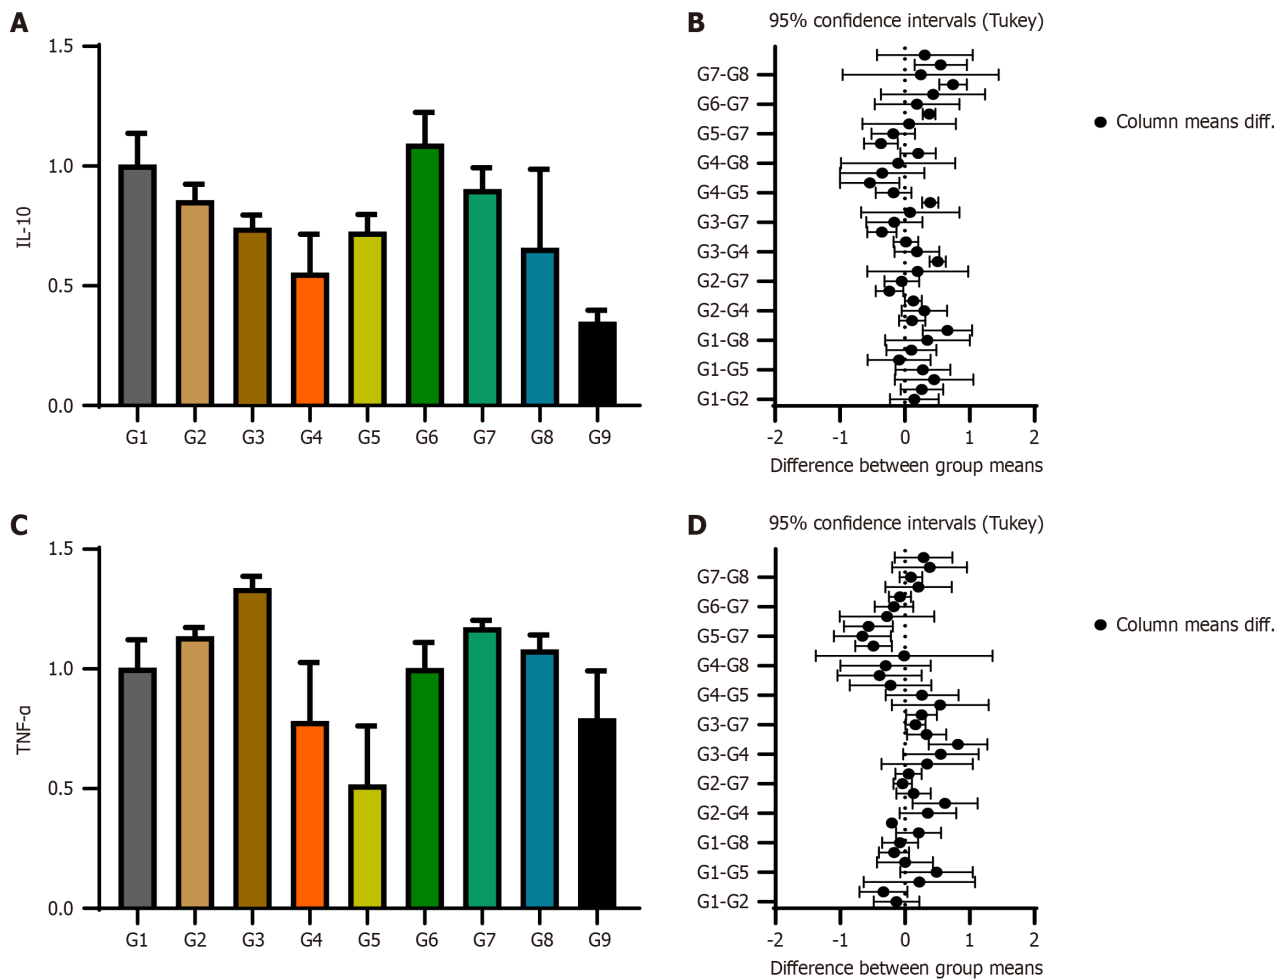 A
1.5
1.0
0.5
0.0
IL-10
G1 G2 G3 G4 G5 G6 G7 G8 G9
B
95% confidence intervals (Tukey)
G7-G8
G6-G7
G5-G7
G4-G8
G4-G5
G3-G7
G3-G4
G2-G7
G2-G4
G1-G8
G1-G5
G1-G2
-2 -1 0 1 2
Difference between group means
Column means diff.
C
1.5
1.0
0.5
0.0
TNF-α
G1 G2 G3 G4 G5 G6 G7 G8 G9
D
95% confidence intervals (Tukey)
G7-G8
G6-G7
G5-G7
G4-G8
G4-G5
G3-G7
G3-G4
G2-G7
G2-G4
G1-G8
G1-G5
G1-G2
-2 -1 0 1 2
Difference between group means
Column means diff.